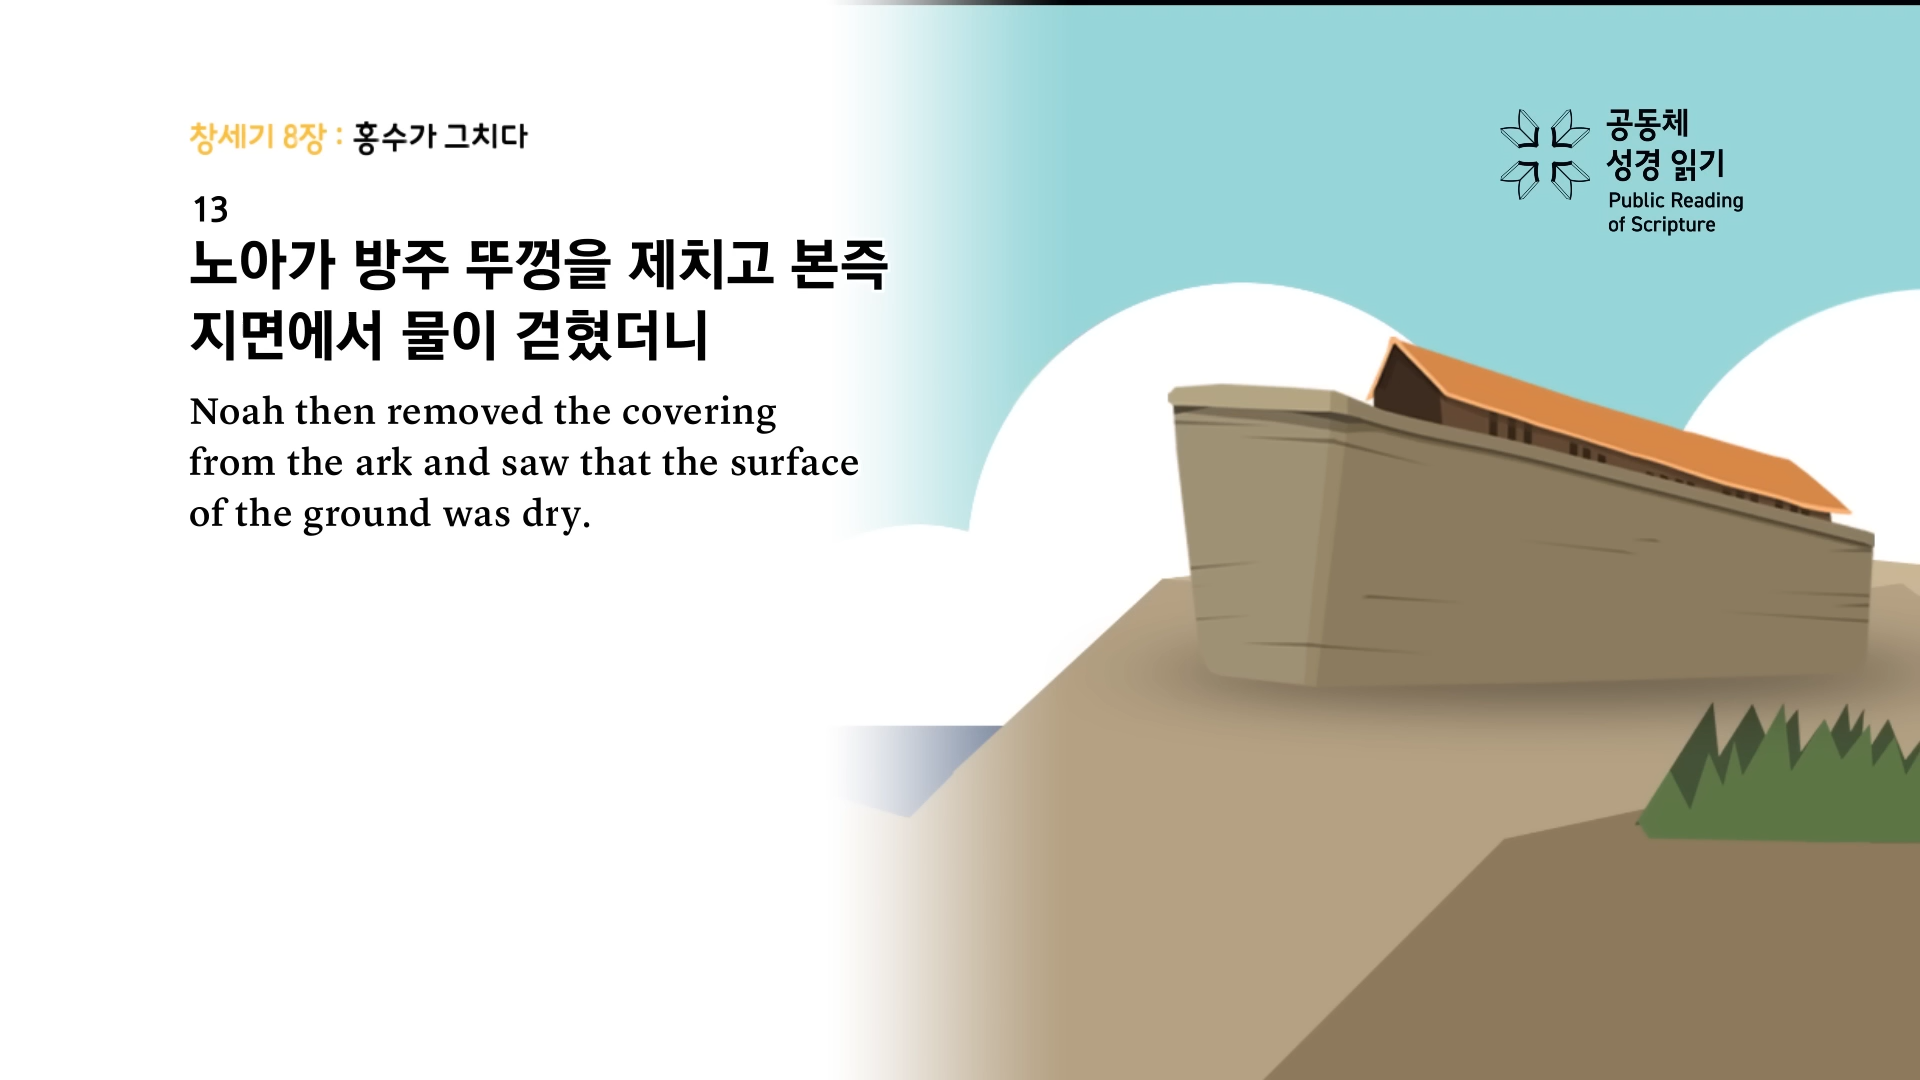 창세기 8장 : 홍수가 그치다
13
노아가 방주 뚜껑을 제치고 본즉
지면에서 물이 걷혔더니
Noah then removed the covering
from the ark and saw that the surface
of the ground was dry.
공동체
성경 읽기
Public Reading
of Scripture